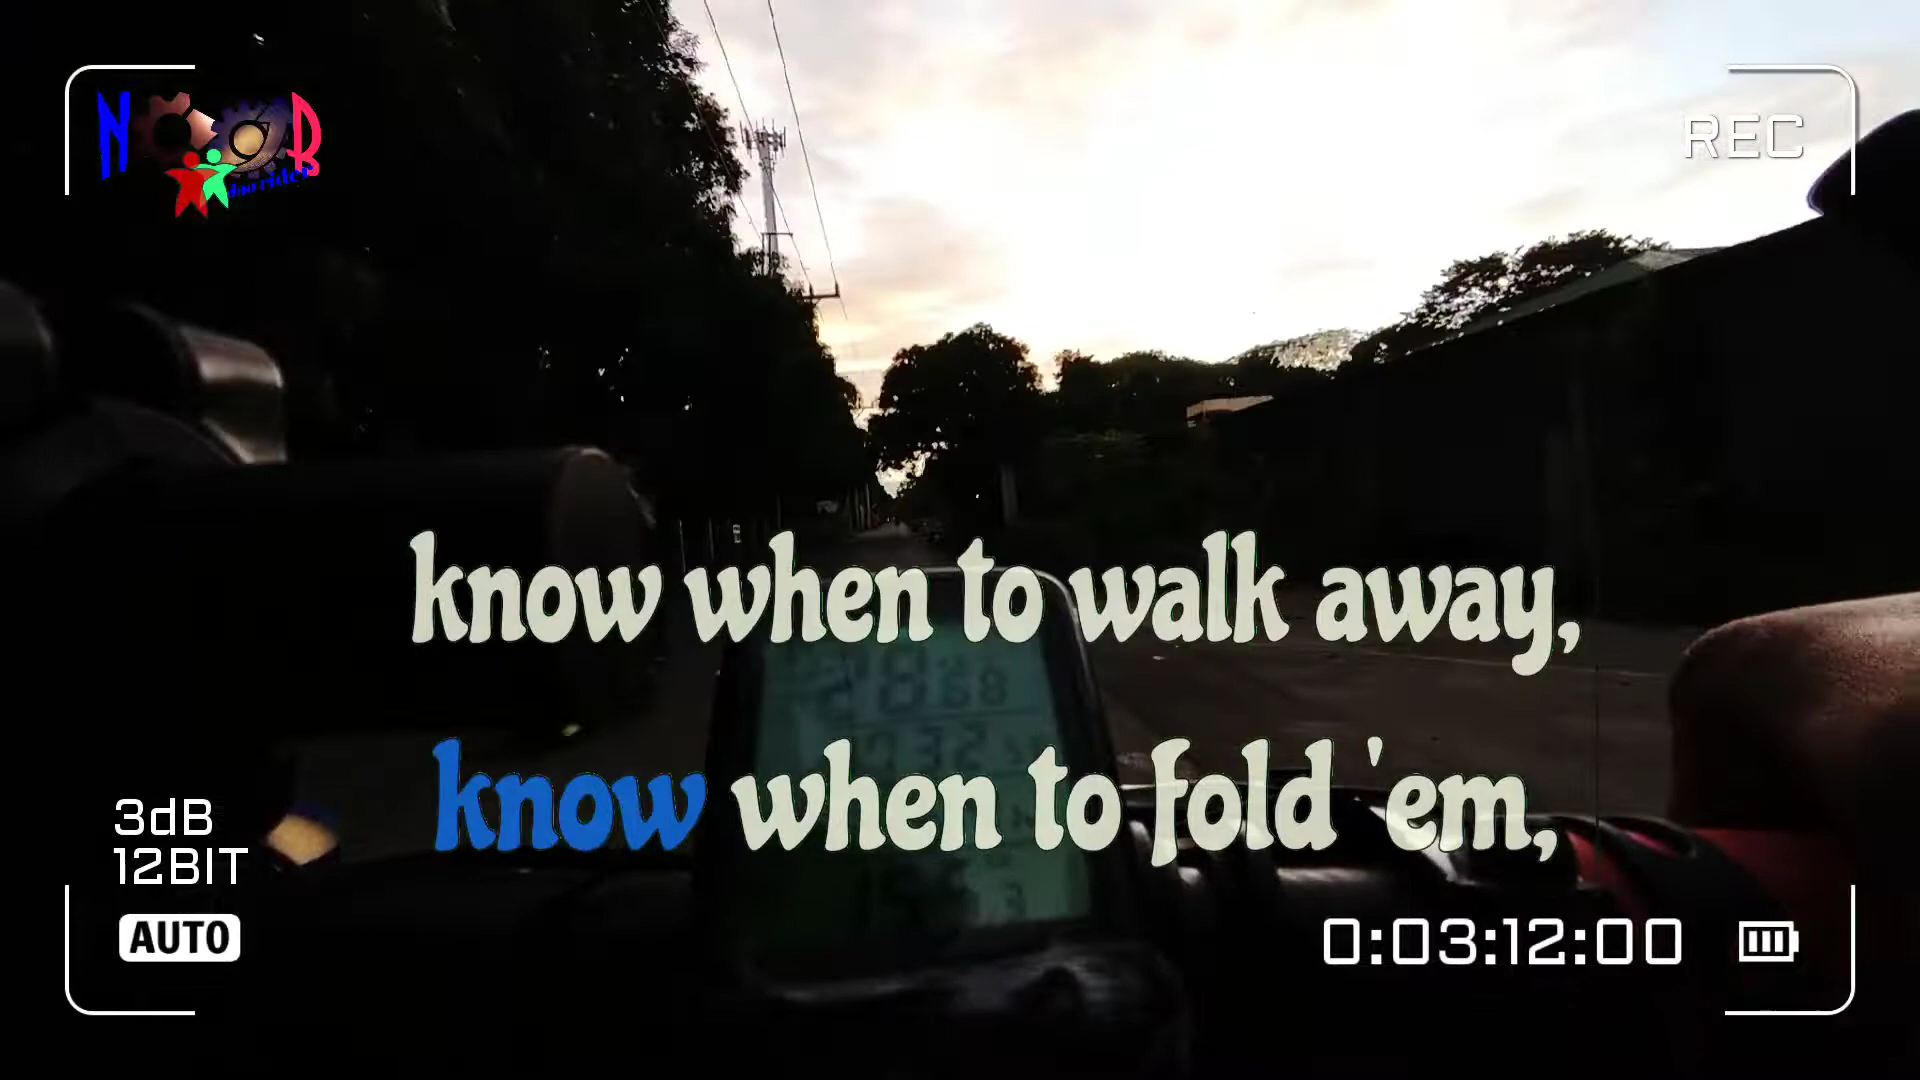 REC
know when to walk away,
know when to fold 'em,
3dB
12BIT
AUTO
0:03:12:00